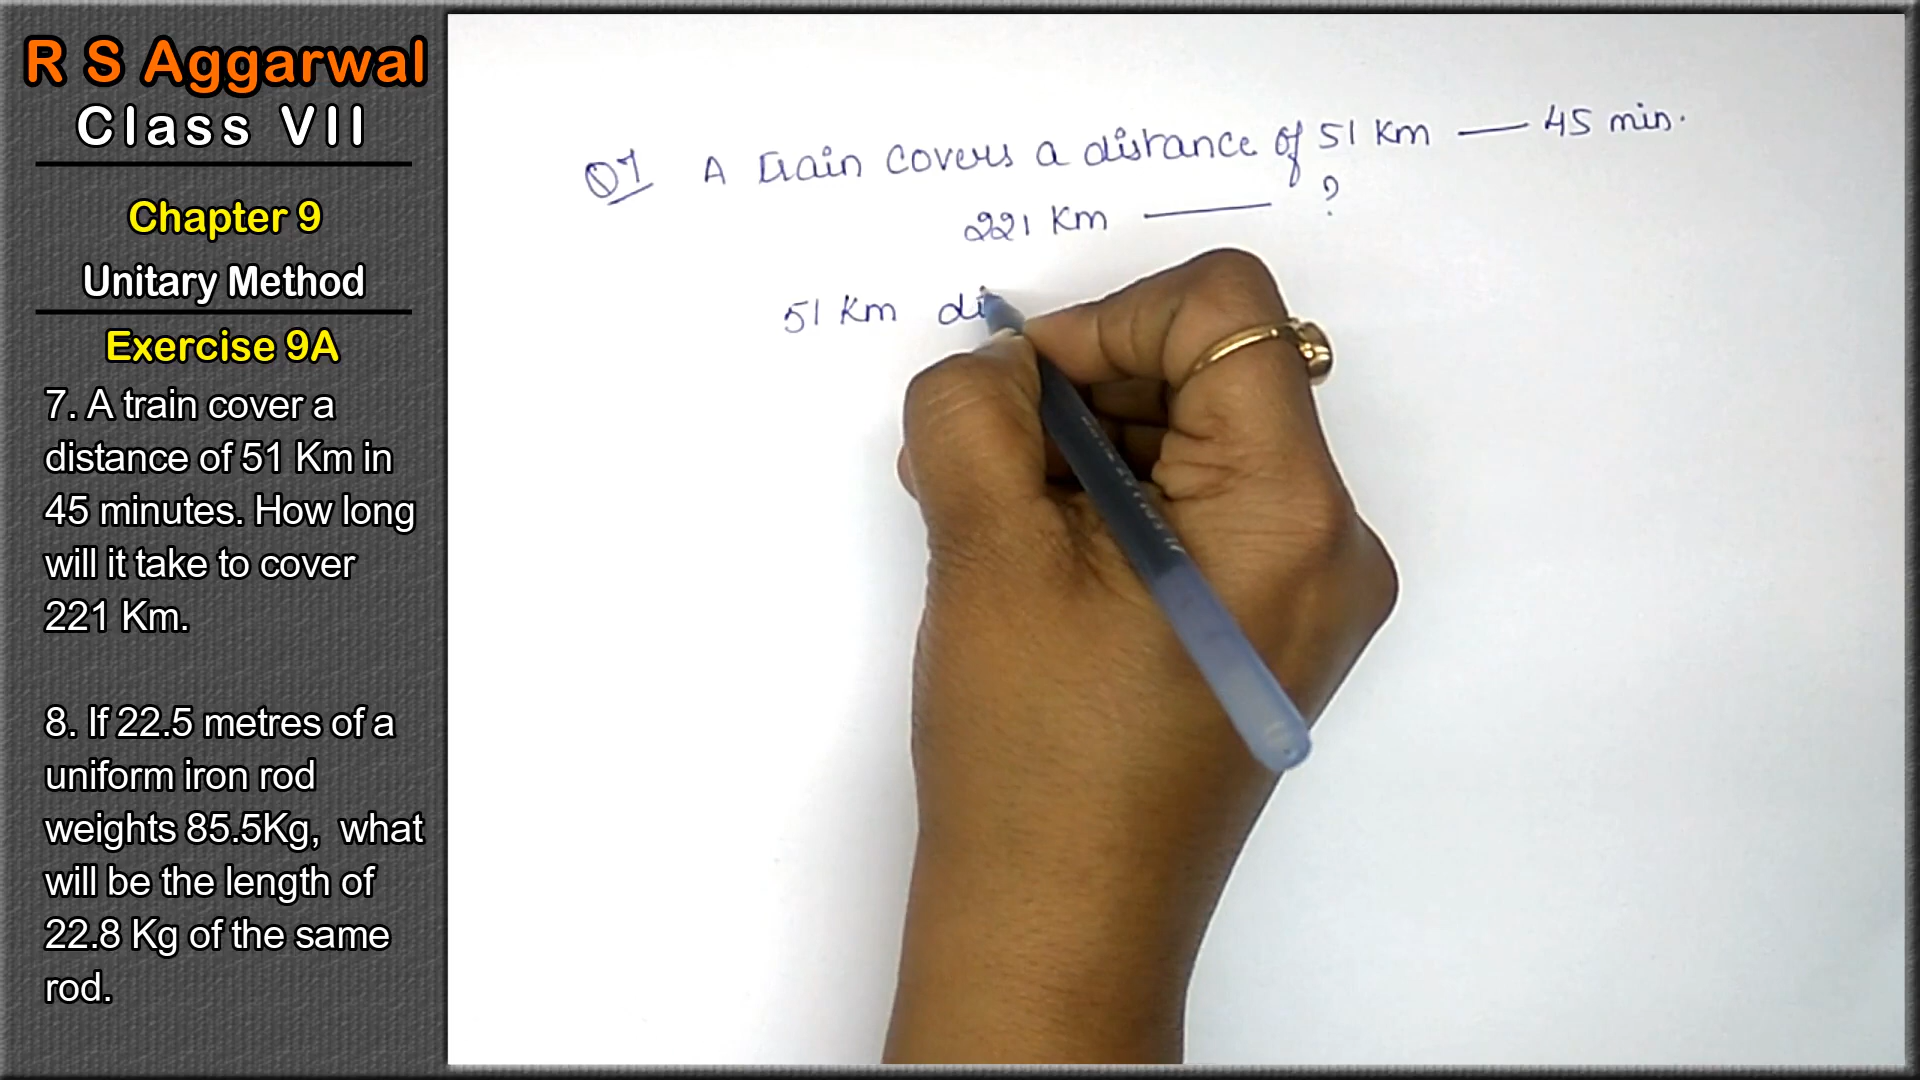 R S Aggarwal
Class VII
Chapter 9
Unitary Method
Exercise 9A
7. A train cover a
distance of 51 Km in
45 minutes. How long
will it take to cover
221 Km.
8. If 22.5 metres of a
uniform iron rod
weights 85.5Kg, what
will be the length of
22.8 Kg of the same
rod.
Q7 A train covers a distance of 51 Km — 45 min.
221 Km — ?
51 Km di